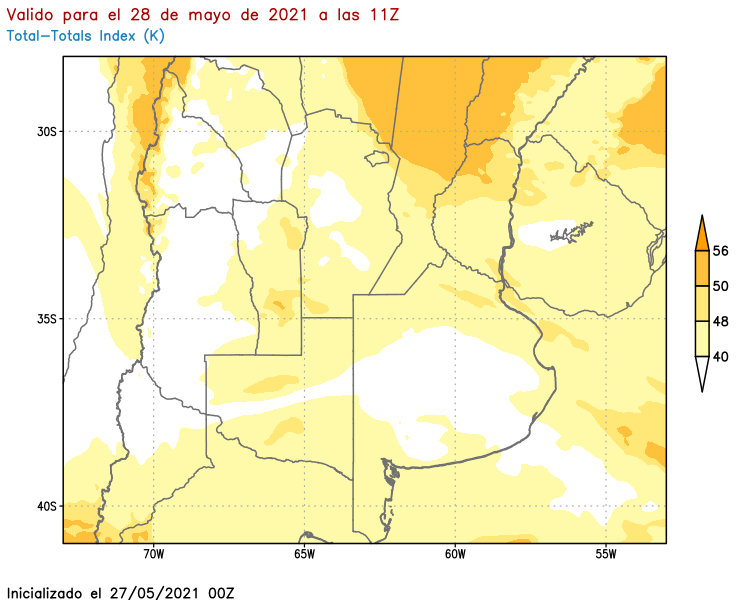 Valido para el 28 de mayo de 2021 a las 11Z
Total-Totals Index (K)
30S
35S
40S
70W
65W
60W
55W
56
50
48
40
Inicializado el 27/05/2021 00Z